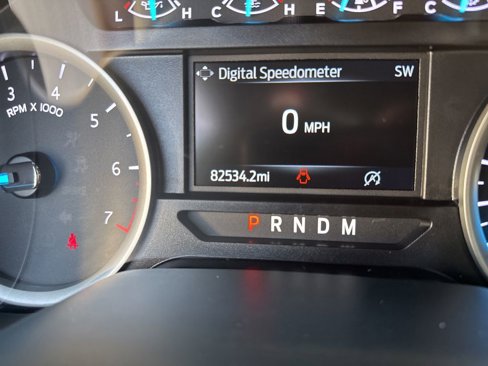 L H C H E F C
Digital Speedometer SW
0 MPH
82534.2mi
P R N D M
3 4 5 6 7
RPM X 1000